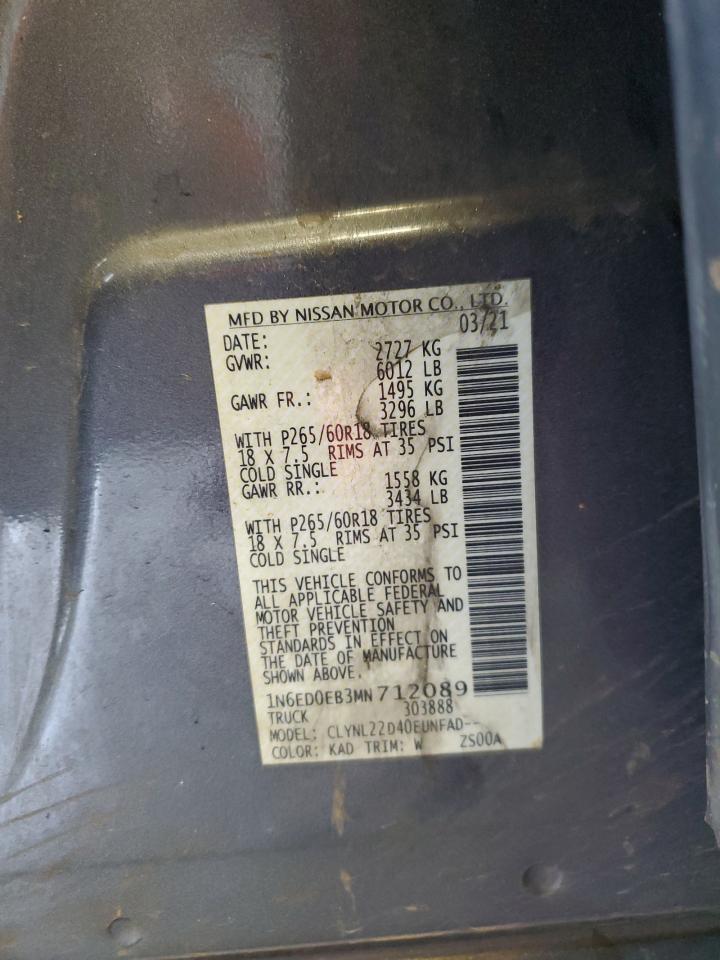 MFD BY NISSAN MOTOR CO., LTD.
DATE: 03/21
GVWR: 2727 KG
6012 LB
GAWR FR.: 1495 KG
3296 LB
WITH P265/60R18 TIRES
18 X 7.5 RIMS AT 35 PSI
COLD SINGLE
GAWR RR.: 1558 KG
3434 LB
WITH P265/60R18 TIRES
18 X 7.5 RIMS AT 35 PSI
COLD SINGLE
THIS VEHICLE CONFORMS TO
ALL APPLICABLE FEDERAL
MOTOR VEHICLE SAFETY AND
THEFT PREVENTION
STANDARDS IN EFFECT ON
THE DATE OF MANUFACTURE
SHOWN ABOVE.
1N6ED0EB3MN712089
TRUCK 303888
MODEL: CLYNL22D40EUNFAD--
COLOR: KAD TRIM: W ZS00A